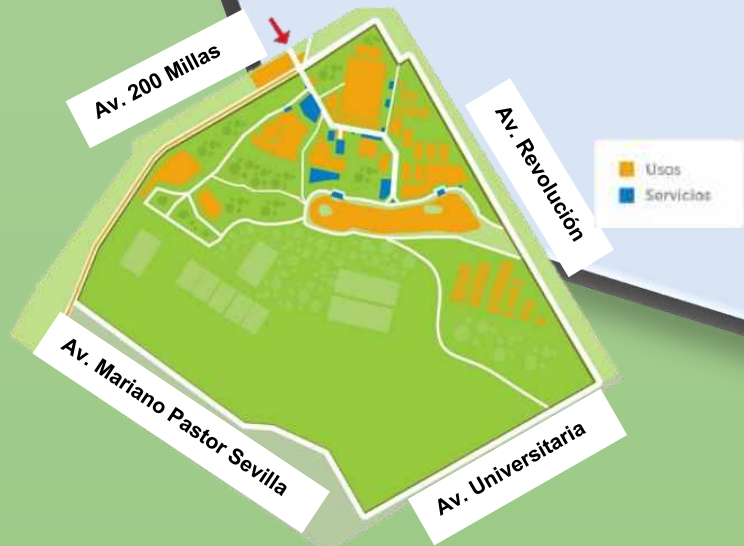 Av. 200 Millas
Av. Revolución
Usos
Servicios
Av. Mariano Pastor Sevilla
Av. Universitaria